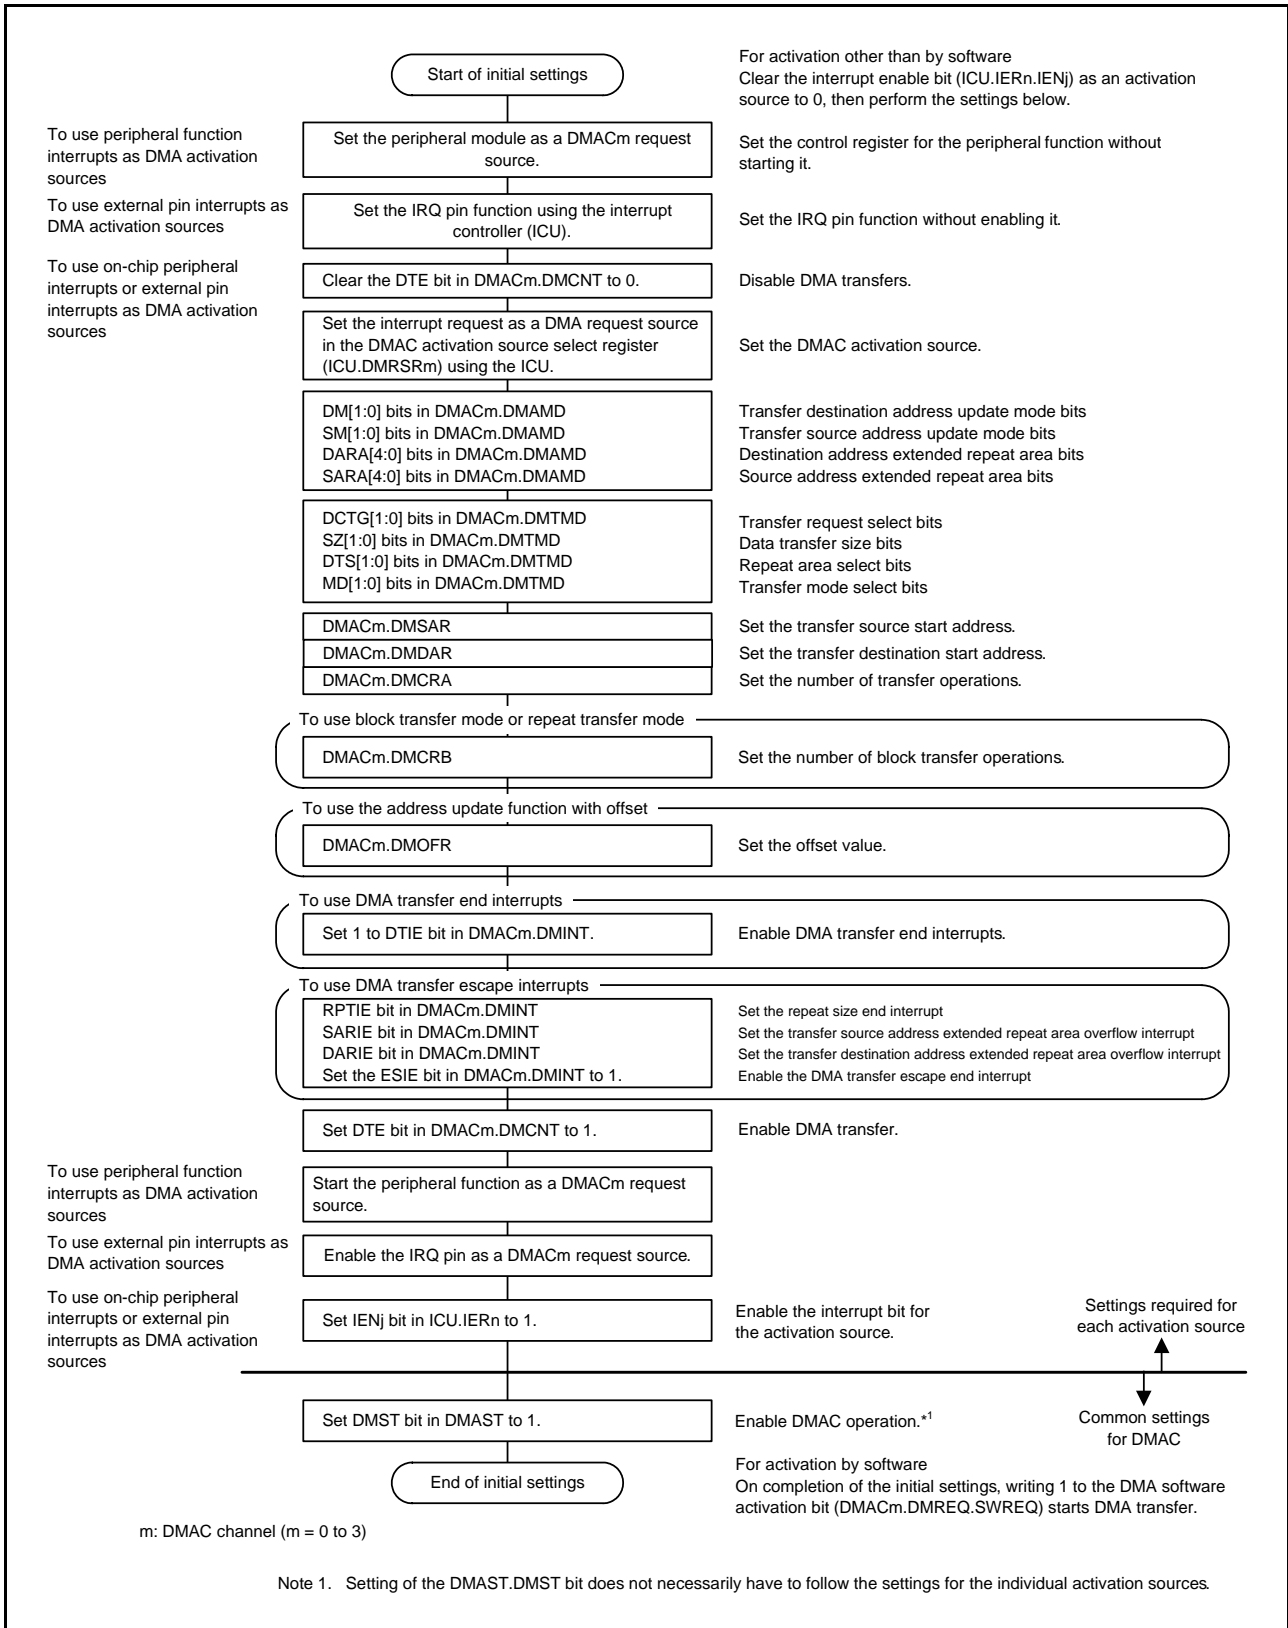 Start of initial settings
For activation other than by software
Clear the interrupt enable bit (ICU.IERn.IENj) as an activation
source to 0, then perform the settings below.
To use peripheral function
interrupts as DMA activation
sources
Set the peripheral module as a DMACm request
source.
Set the control register for the peripheral function without
starting it.
To use external pin interrupts as
DMA activation sources
Set the IRQ pin function using the interrupt
controller (ICU).
Set the IRQ pin function without enabling it.
To use on-chip peripheral
interrupts or external pin
interrupts as DMA activation
sources
Clear the DTE bit in DMACm.DMCNT to 0.
Disable DMA transfers.
Set the interrupt request as a DMA request source
in the DMAC activation source select register
(ICU.DMRSRm) using the ICU.
Set the DMAC activation source.
DM[1:0] bits in DMACm.DMAMD
SM[1:0] bits in DMACm.DMAMD
DARA[4:0] bits in DMACm.DMAMD
SARA[4:0] bits in DMACm.DMAMD
Transfer destination address update mode bits
Transfer source address update mode bits
Destination address extended repeat area bits
Source address extended repeat area bits
DCTG[1:0] bits in DMACm.DMTMD
SZ[1:0] bits in DMACm.DMTMD
DTS[1:0] bits in DMACm.DMTMD
MD[1:0] bits in DMACm.DMTMD
Transfer request select bits
Data transfer size bits
Repeat area select bits
Transfer mode select bits
DMACm.DMSAR
Set the transfer source start address.
DMACm.DMDAR
Set the transfer destination start address.
DMACm.DMCRA
Set the number of transfer operations.
To use block transfer mode or repeat transfer mode
DMACm.DMCRB
Set the number of block transfer operations.
To use the address update function with offset
DMACm.DMOFR
Set the offset value.
To use DMA transfer end interrupts
Set 1 to DTIE bit in DMACm.DMINT.
Enable DMA transfer end interrupts.
To use DMA transfer escape interrupts
RPTIE bit in DMACm.DMINT
SARIE bit in DMACm.DMINT
DARIE bit in DMACm.DMINT
Set the ESIE bit in DMACm.DMINT to 1.
Set the repeat size end interrupt
Set the transfer source address extended repeat area overflow interrupt
Set the transfer destination address extended repeat area overflow interrupt
Enable the DMA transfer escape end interrupt
Set DTE bit in DMACm.DMCNT to 1.
Enable DMA transfer.
To use peripheral function
interrupts as DMA activation
sources
Start the peripheral function as a DMACm request
source.
To use external pin interrupts as
DMA activation sources
Enable the IRQ pin as a DMACm request source.
To use on-chip peripheral
interrupts or external pin
interrupts as DMA activation
sources
Set IENj bit in ICU.IERn to 1.
Enable the interrupt bit for
the activation source.
Settings required for
each activation source
Set DMST bit in DMAST to 1.
Enable DMAC operation.*1
Common settings
for DMAC
End of initial settings
For activation by software
On completion of the initial settings, writing 1 to the DMA software
activation bit (DMACm.DMREQ.SWREQ) starts DMA transfer.
m: DMAC channel (m = 0 to 3)
Note 1. Setting of the DMAST.DMST bit does not necessarily have to follow the settings for the individual activation sources.